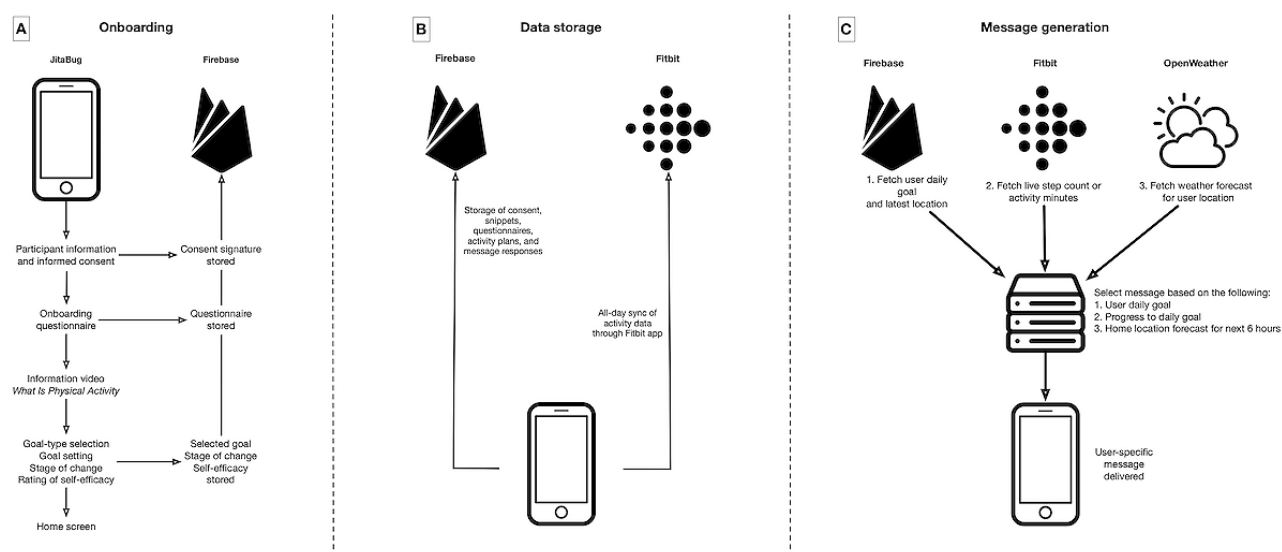 A
Onboarding
JitaBug
Firebase
Participant information
and informed consent
Consent signature
stored
Onboarding
questionnaire
Questionnaire
stored
Information video
What Is Physical Activity
Goal-type selection
Goal setting
Stage of change
Rating of self-efficacy
Selected goal
Stage of change
Self-efficacy
stored
Home screen
B
Data storage
Firebase
Fitbit
Storage of consent,
snippets,
questionnaires,
activity plans, and
message responses
All-day sync of
activity data
through Fitbit app
C
Message generation
Firebase
Fitbit
OpenWeather
1. Fetch user daily
goal
and latest location
2. Fetch live step count or
activity minutes
3. Fetch weather forecast
for user location
Select message based on the following:
1. User daily goal
2. Progress to daily goal
3. Home location forecast for next 6 hours
User-specific
message
delivered